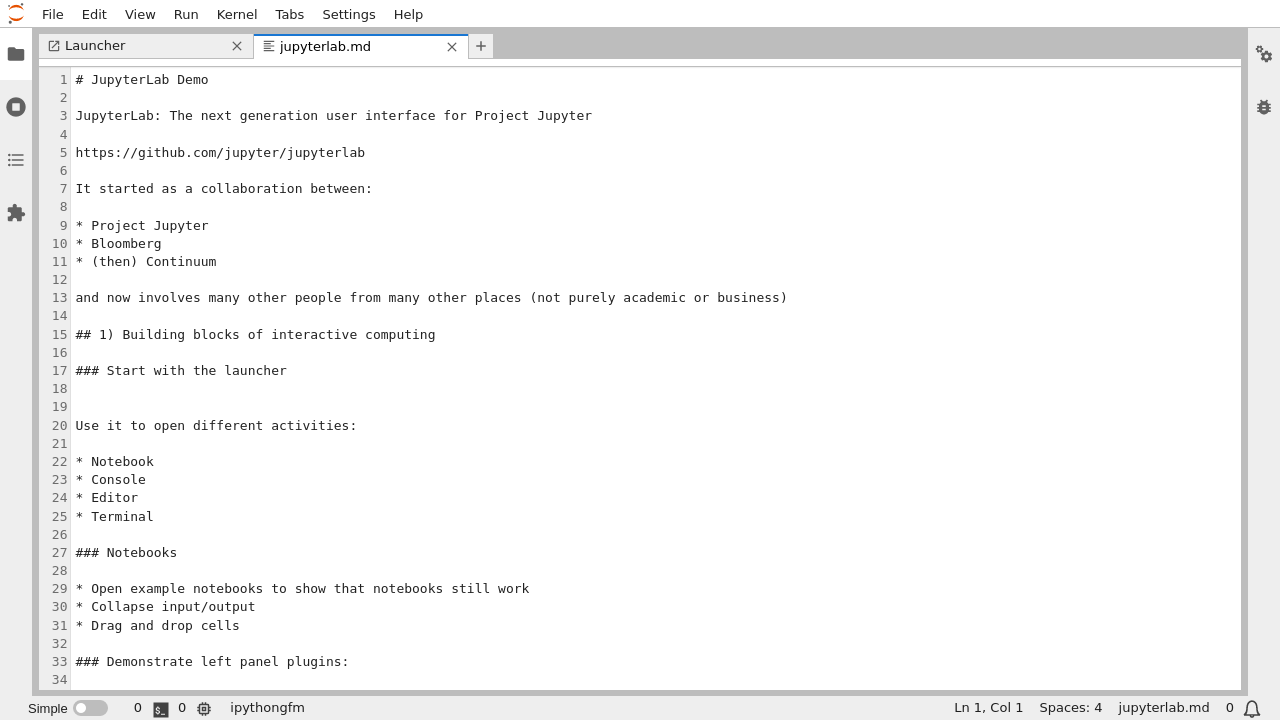 File Edit View Run Kernel Tabs Settings Help
Launcher
jupyterlab.md
1 # JupyterLab Demo
2
3 JupyterLab: The next generation user interface for Project Jupyter
4
5 https://github.com/jupyter/jupyterlab
6
7 It started as a collaboration between:
8
9 * Project Jupyter
10 * Bloomberg
11 * (then) Continuum
12
13 and now involves many other people from many other places (not purely academic or business)
14
15 ## 1) Building blocks of interactive computing
16
17 ### Start with the launcher
18
19
20 Use it to open different activities:
21
22 * Notebook
23 * Console
24 * Editor
25 * Terminal
26
27 ### Notebooks
28
29 * Open example notebooks to show that notebooks still work
30 * Collapse input/output
31 * Drag and drop cells
32
33 ### Demonstrate left panel plugins:
34
Simple 0 $_ 0 ipythongfm Ln 1, Col 1 Spaces: 4 jupyterlab.md 0